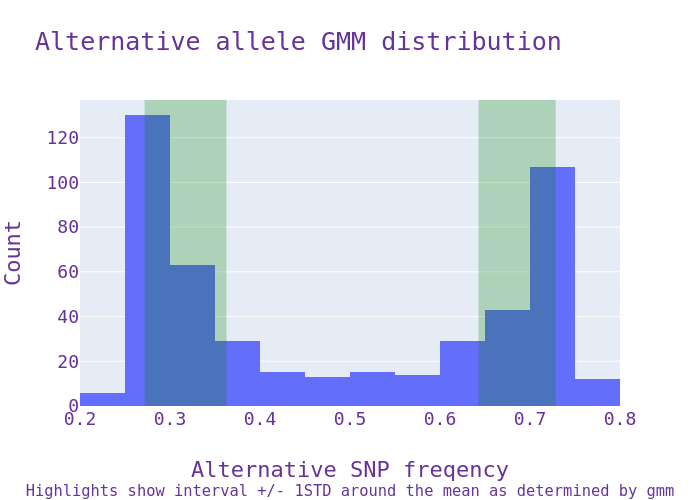 Alternative allele GMM distribution
Count
120
100
80
60
40
20
0
0.2 0.3 0.4 0.5 0.6 0.7 0.8
Alternative SNP freqency
Highlights show interval +/- 1STD around the mean as determined by gmm